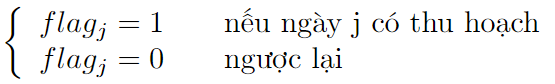 flag_j = 1 nếu ngày j có thu hoạch
flag_j = 0 ngược lại